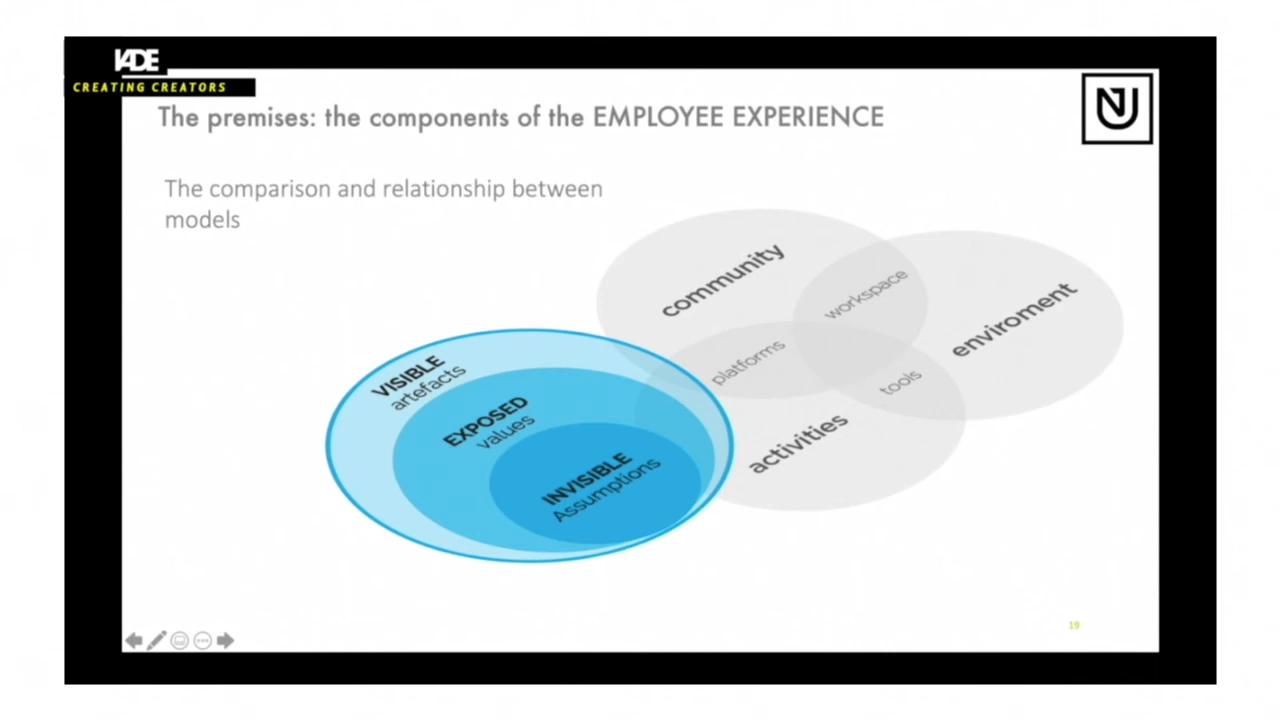 IADE
CREATING CREATORS
The premises: the components of the EMPLOYEE EXPERIENCE
The comparison and relationship between
models
community
workspace
enviroment
platforms
tools
activities
VISIBLE
artefacts
EXPOSED
values
INVISIBLE
Assumptions
19